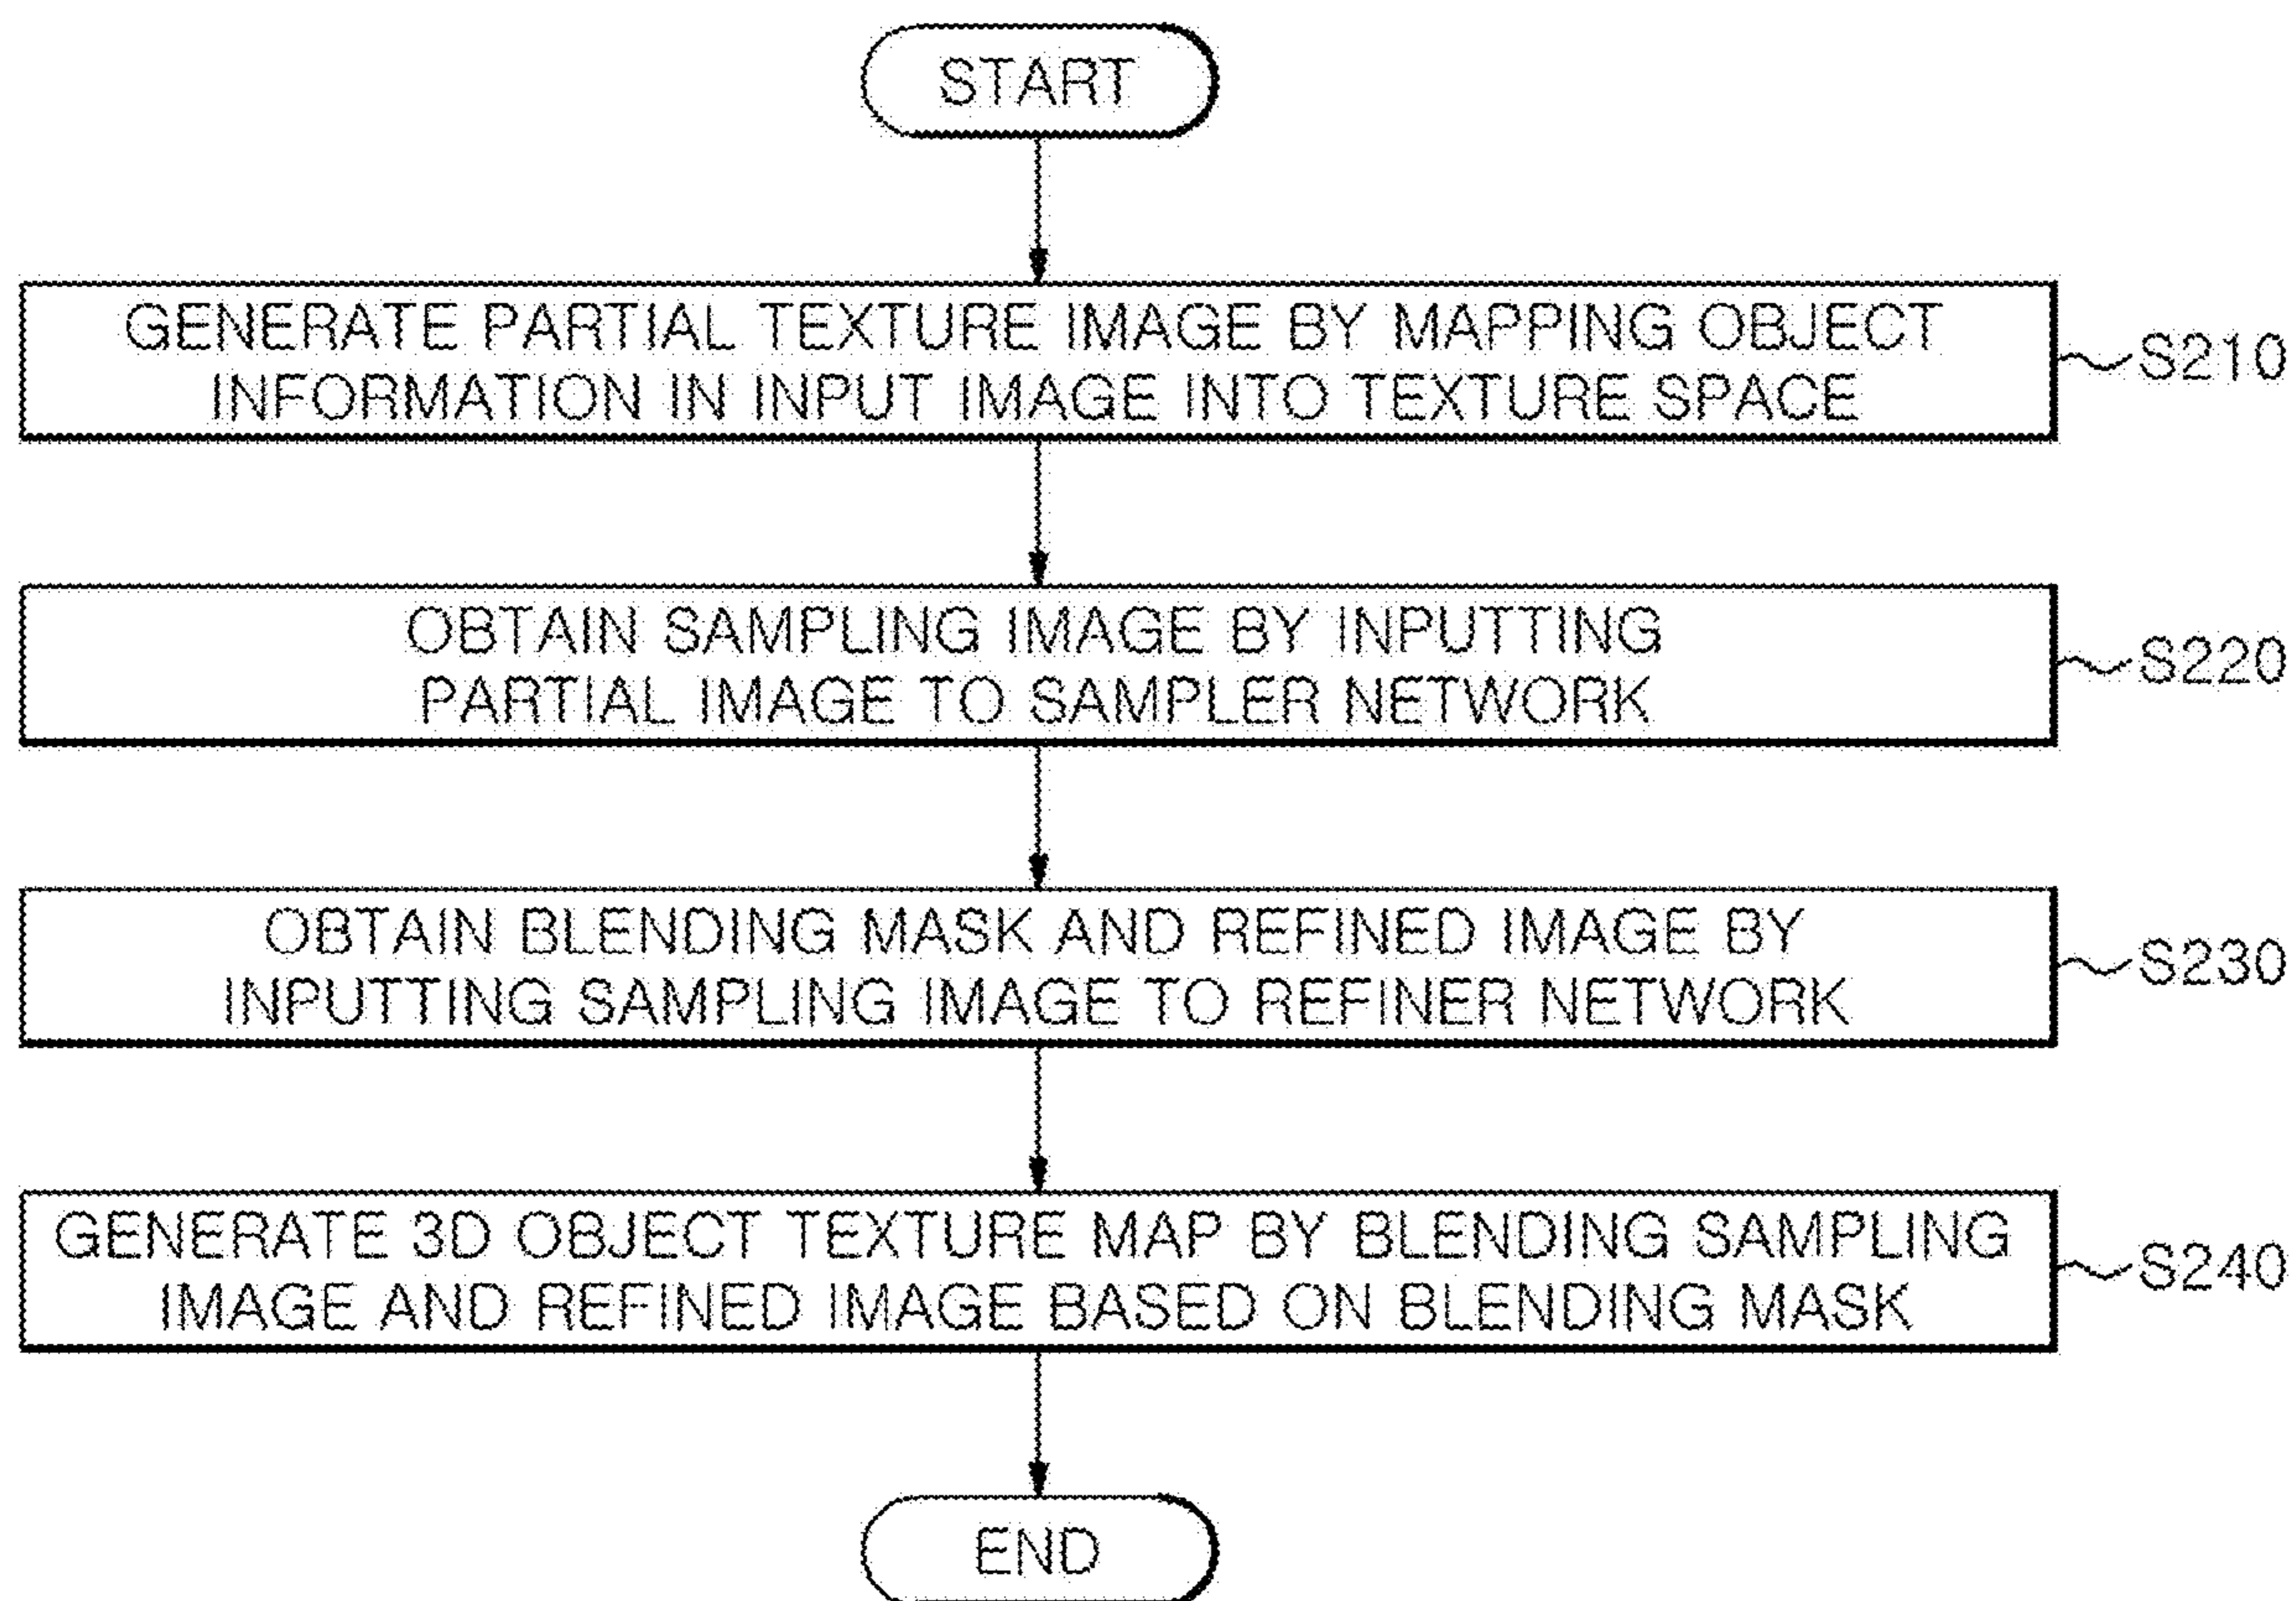 START
GENERATE PARTIAL TEXTURE IMAGE BY MAPPING OBJECT
INFORMATION IN INPUT IMAGE INTO TEXTURE SPACE
S210
OBTAIN SAMPLING IMAGE BY INPUTTING
PARTIAL IMAGE TO SAMPLER NETWORK
S220
OBTAIN BLENDING MASK AND REFINED IMAGE BY
INPUTTING SAMPLING IMAGE TO REFINER NETWORK
S230
GENERATE 3D OBJECT TEXTURE MAP BY BLENDING SAMPLING
IMAGE AND REFINED IMAGE BASED ON BLENDING MASK
S240
END